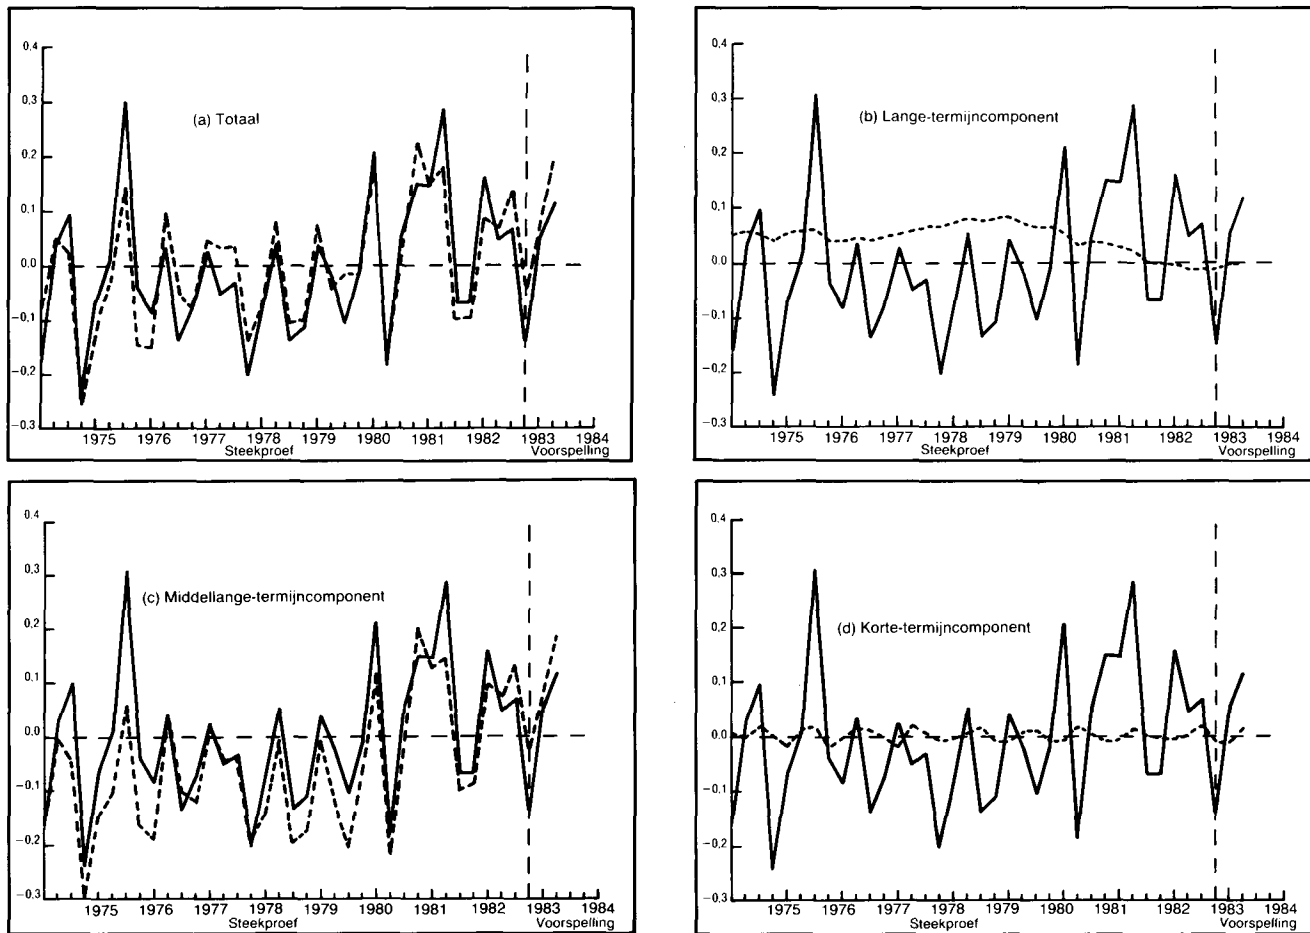 0,4
0,3
(a) Totaal
0,2
0,1
0,0
−0,1
−0,2
−0,3
1975 1976 1977 1978 1979 1980 1981 1982 1983 1984
Steekproef Voorspelling
0,4
0,3
(b) Lange-termijncomponent
0,2
0,1
0,0
−0,1
−0,2
−0,3
1975 1976 1977 1978 1979 1980 1981 1982 1983 1984
Steekproef Voorspelling
0,4
0,3
(c) Middellange-termijncomponent
0,2
0,1
0,0
−0,1
−0,2
−0,3
1975 1976 1977 1978 1979 1980 1981 1982 1983 1984
Steekproef Voorspelling
0,4
0,3
(d) Korte-termijncomponent
0,2
0,1
0,0
−0,1
−0,2
−0,3
1975 1976 1977 1978 1979 1980 1981 1982 1983 1984
Steekproef Voorspelling